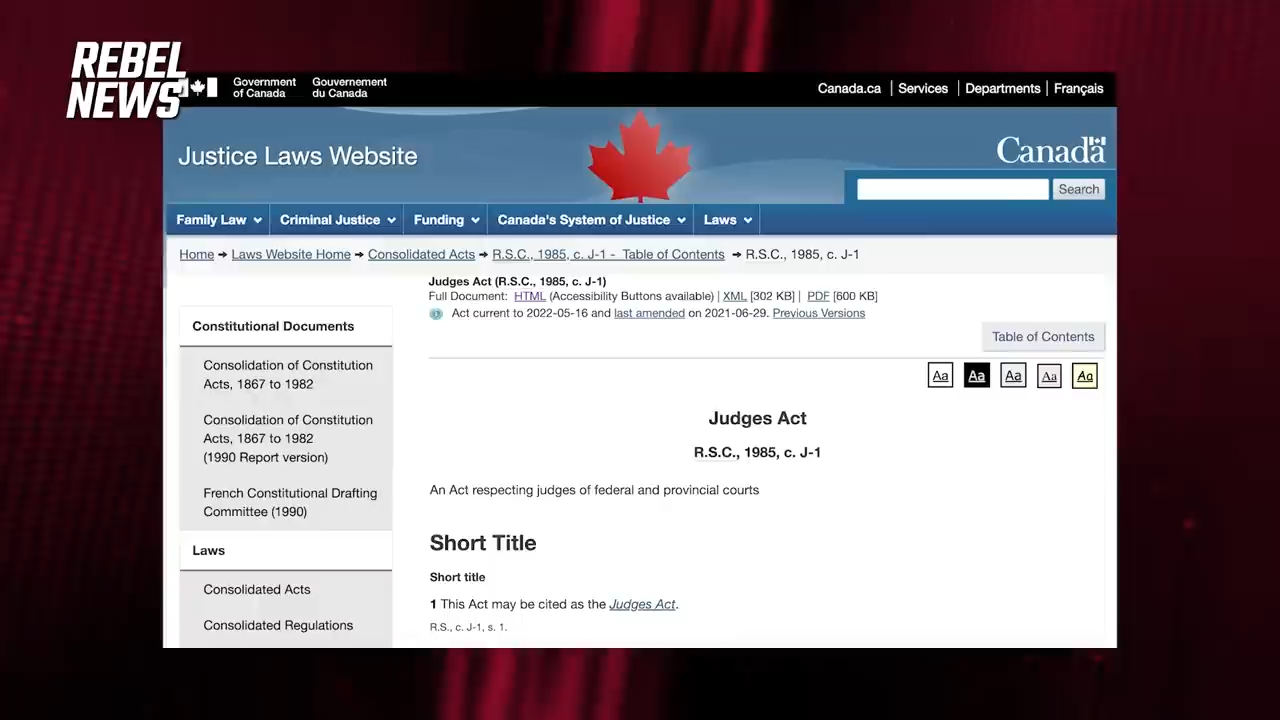 REBEL
NEWS
Government
of Canada
Gouvernement
du Canada
Canada.ca | Services | Departments | Français
Justice Laws Website
Canada
Search
Family Law
Criminal Justice
Funding
Canada's System of Justice
Laws
Home → Laws Website Home → Consolidated Acts → R.S.C., 1985, c. J-1 - Table of Contents → R.S.C., 1985, c. J-1
Judges Act (R.S.C., 1985, c. J-1)
Full Document: HTML (Accessibility Buttons available) | XML [302 KB] | PDF [600 KB]
Act current to 2022-05-16 and last amended on 2021-06-29. Previous Versions
Table of Contents
Aa Aa Aa Aa Aa
Constitutional Documents
Consolidation of Constitution
Acts, 1867 to 1982
Consolidation of Constitution
Acts, 1867 to 1982
(1990 Report version)
French Constitutional Drafting
Committee (1990)
Laws
Consolidated Acts
Consolidated Regulations
Judges Act
R.S.C., 1985, c. J-1
An Act respecting judges of federal and provincial courts
Short Title
Short title
1 This Act may be cited as the Judges Act.
R.S., c. J-1, s. 1.